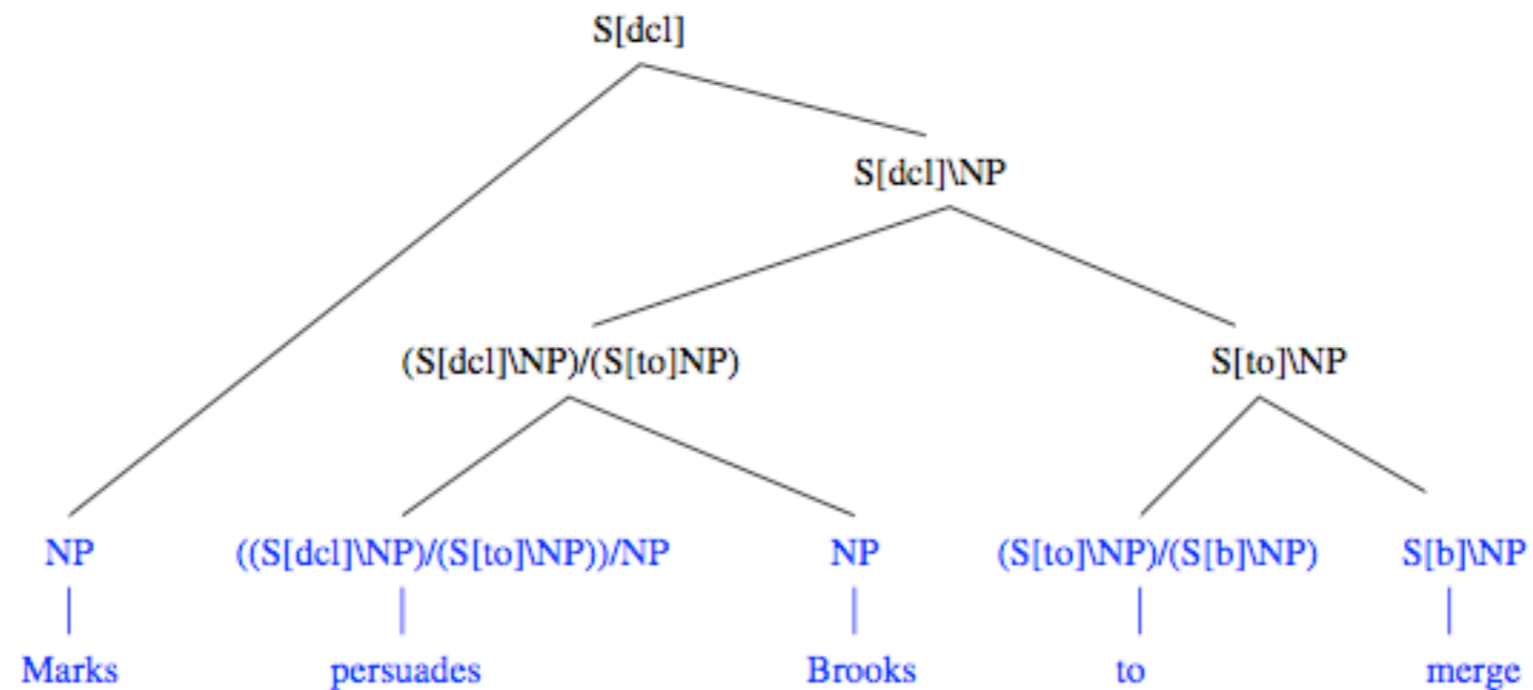 S[dcl]
S[dcl]\NP
(S[dcl]\NP)/(S[to]NP) S[to]\NP
NP ((S[dcl]\NP)/(S[to]\NP))/NP NP (S[to]\NP)/(S[b]\NP) S[b]\NP
Marks persuades Brooks to merge